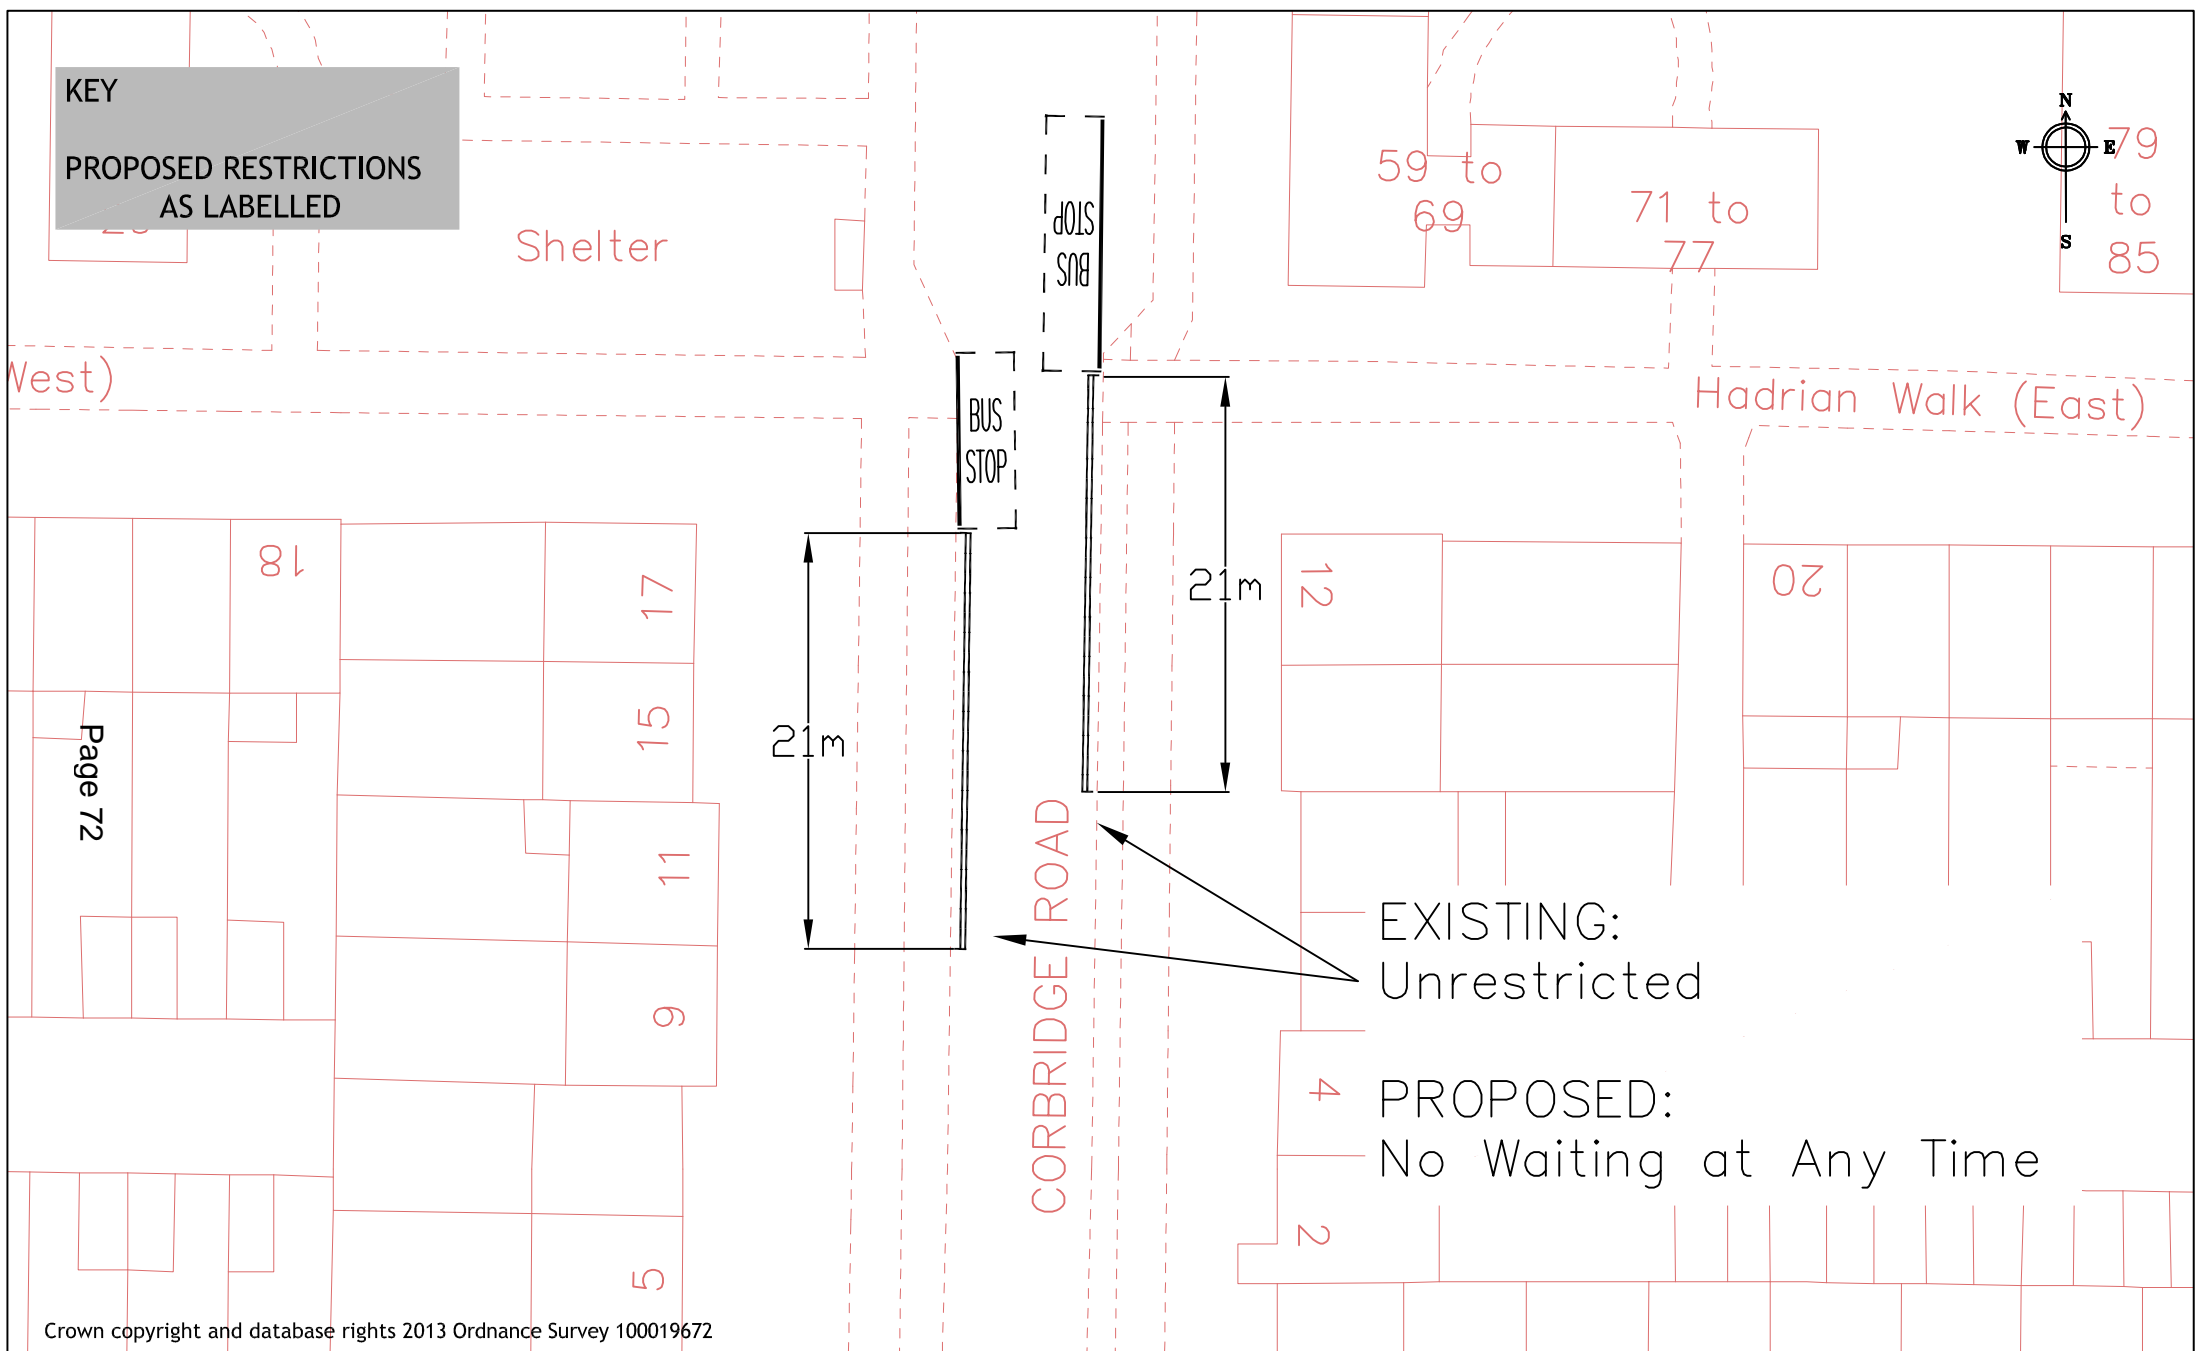 KEY
PROPOSED RESTRICTIONS
AS LABELLED
Shelter
STOP
BUS
59 to
69
71 to
77
N
W E
S
79
to
85
West)
BUS
STOP
Hadrian Walk (East)
18
17
21m
12
20
15
21m
Page 72
11
CORBRIDGE ROAD
EXISTING:
Unrestricted
9
4
PROPOSED:
No Waiting at Any Time
2
5
Crown copyright and database rights 2013 Ordnance Survey 100019672